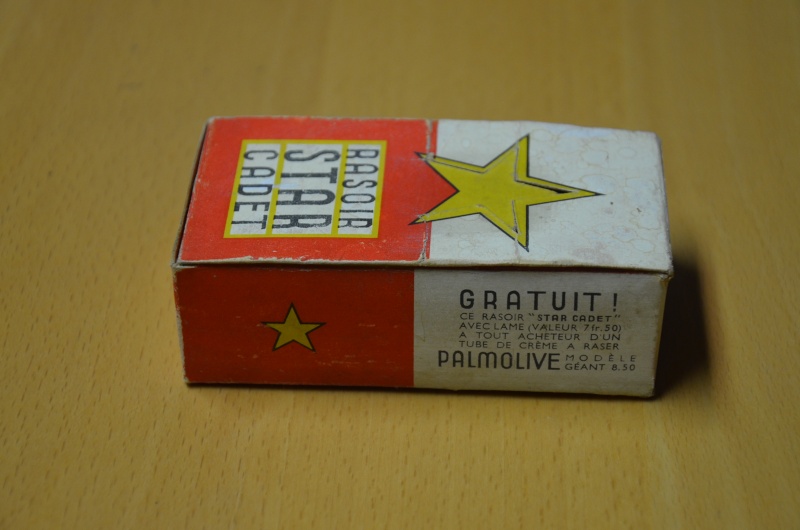 RASOIR
STAR
CADET
GRATUIT!
CE RASOIR "STAR CADET"
AVEC LAME (VALEUR 7fr.50)
A TOUT ACHETEUR D'UN
TUBE DE CRÈME A RASER
PALMOLIVE MODÈLE
GÉANT 8.50